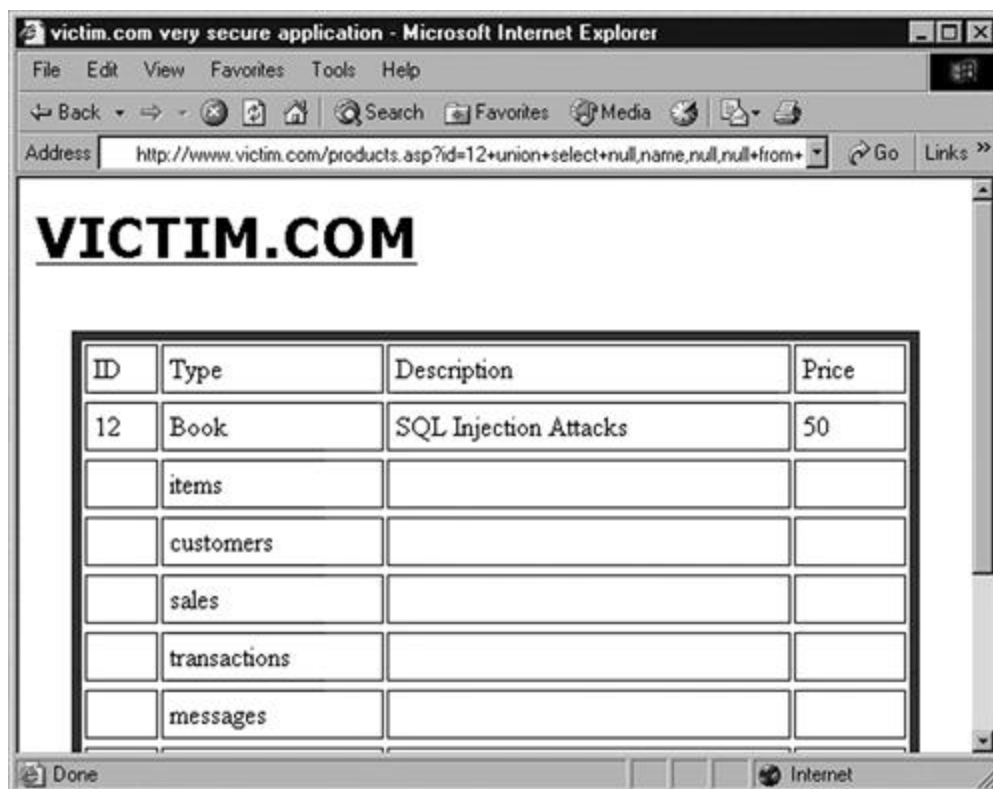 victim.com very secure application - Microsoft Internet Explorer
File Edit View Favorites Tools Help
Back Search Favorites Media
Address http://www.victim.com/products.asp?id=12+union+select+null,name,null,null+from+ Go Links »
VICTIM.COM
ID Type Description Price
12 Book SQL Injection Attacks 50
items
customers
sales
transactions
messages
Done Internet